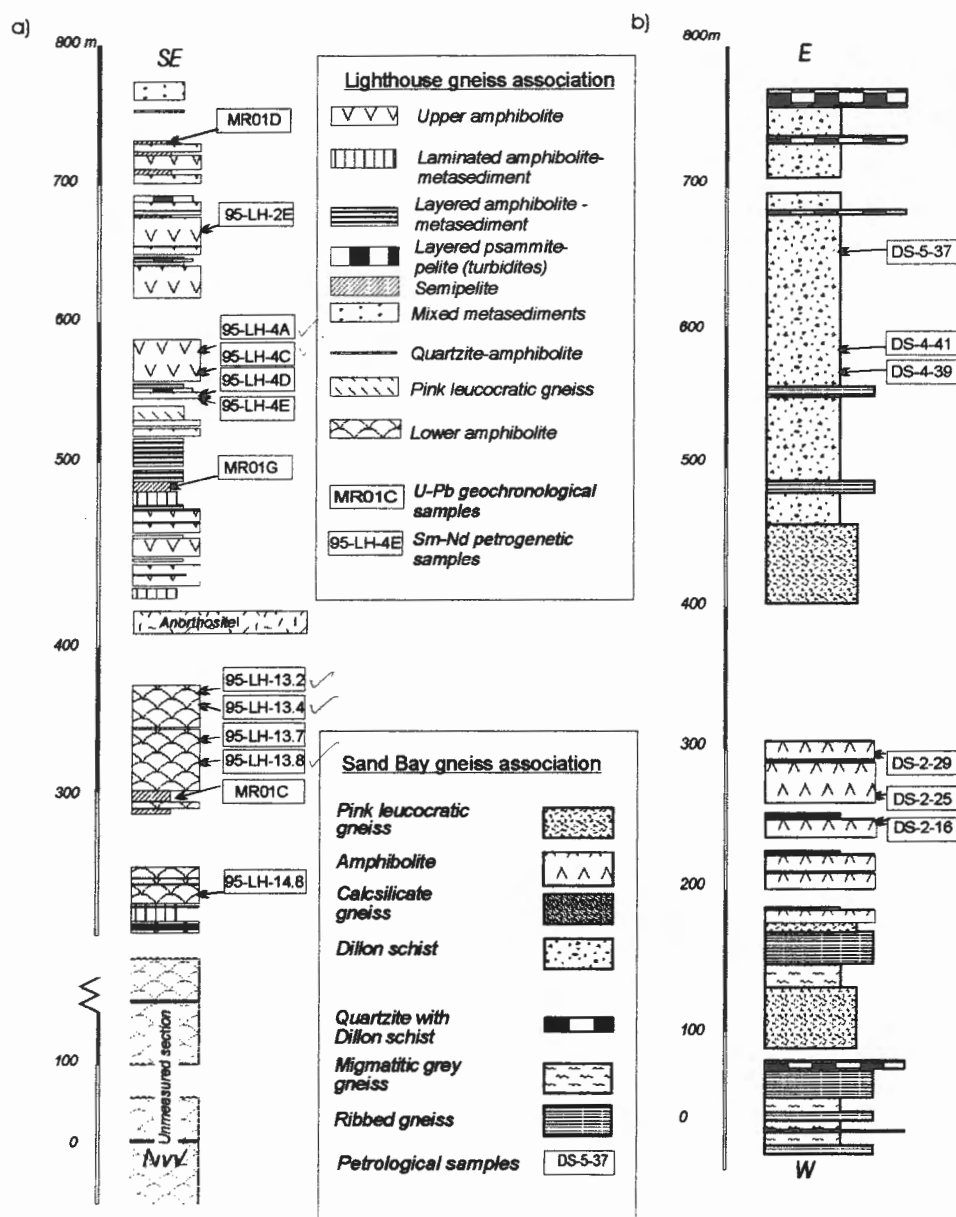 a)
800 m
SE
MR01D
700
95-LH-2E
600
95-LH-4A
95-LH-4C
95-LH-4D
95-LH-4E
500
MR01G
Anorthosite
400
95-LH-13.2
95-LH-13.4
95-LH-13.7
95-LH-13.8
MR01C
300
95-LH-14.8
Unmeasured section
100
0
Lighthouse gneiss association
Upper amphibolite
Laminated amphibolite-
metasediment
Layered amphibolite -
metasediment
Layered psammite-
pelite (turbidites)
Semipelite
Mixed metasediments
Quartzite-amphibolite
Pink leucocratic gneiss
Lower amphibolite
MR01C U-Pb geochronological
samples
95-LH-4E Sm-Nd petrogenetic
samples
Sand Bay gneiss association
Pink leucocratic
gneiss
Amphibolite
Calcsilicate
gneiss
Dillon schist
Quartzite with
Dillon schist
Migmatitic grey
gneiss
Ribbed gneiss
Petrological samples DS-5-37
b)
800m
E
700
DS-5-37
600
DS-4-41
DS-4-39
500
400
300
DS-2-29
DS-2-25
DS-2-16
200
100
0
W